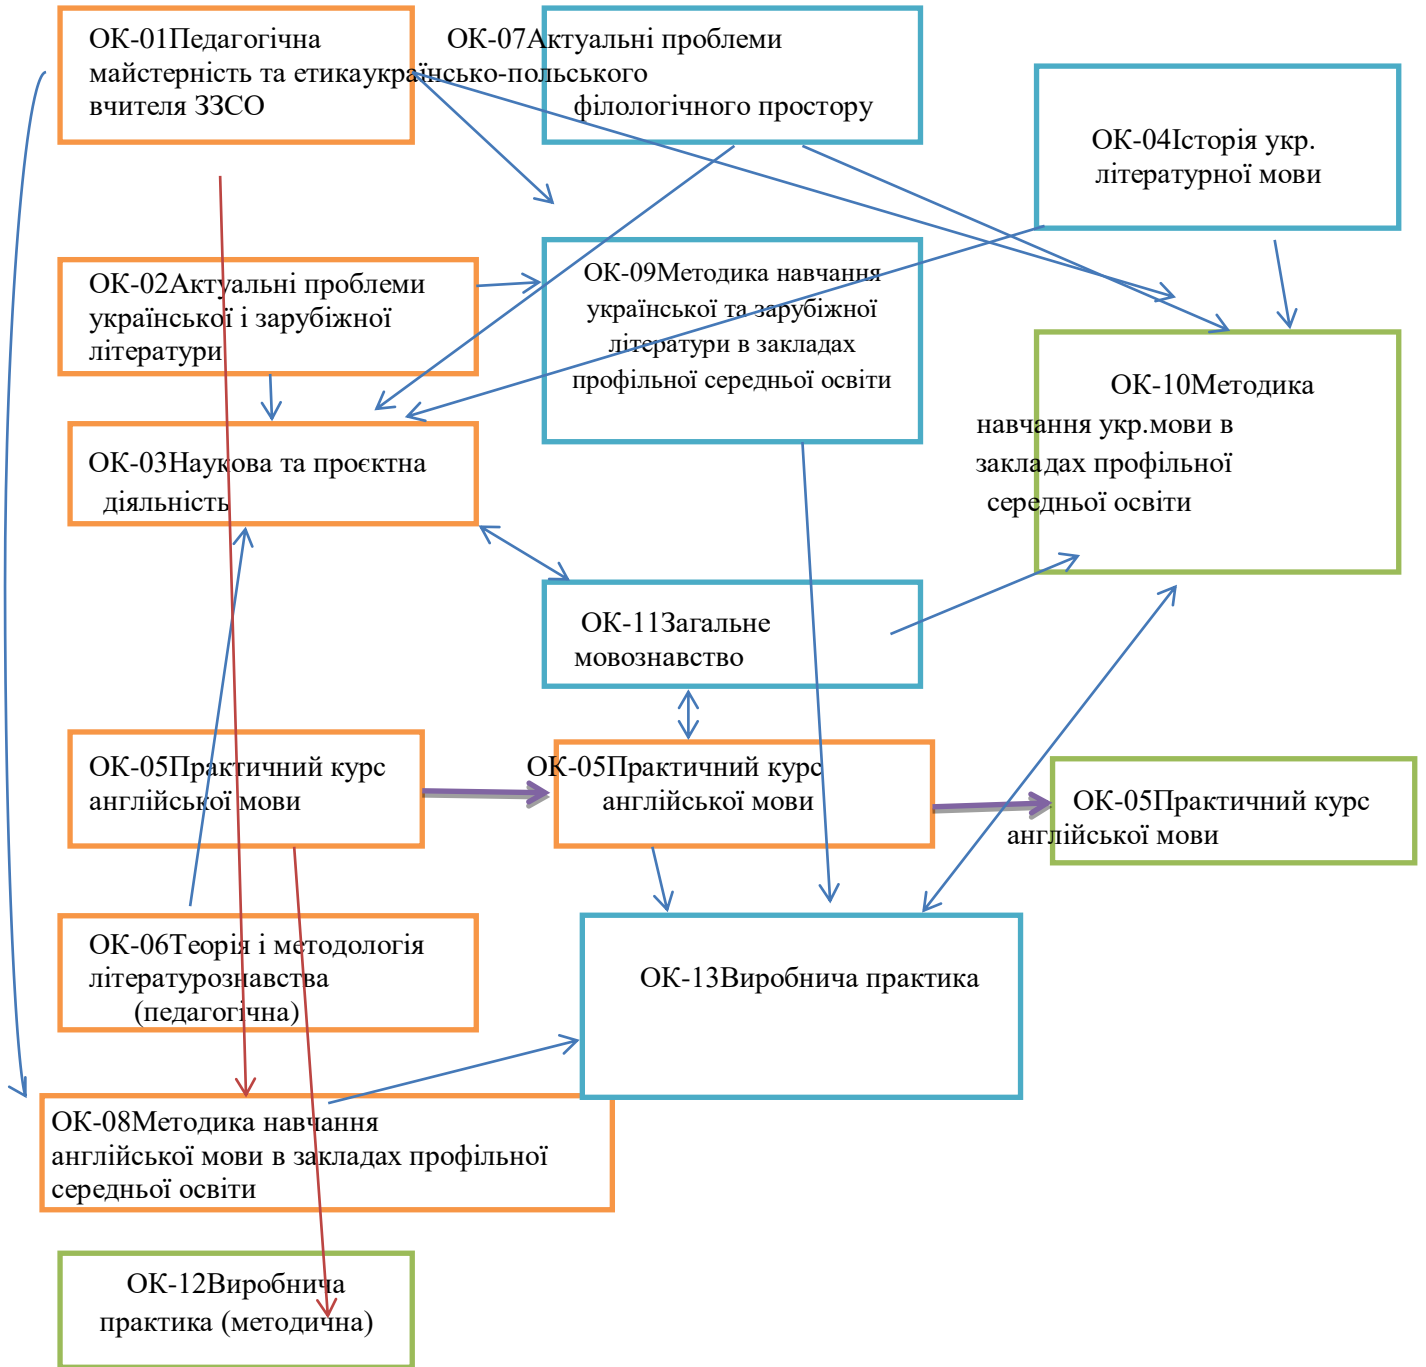 ОК-01Педагогічна
майстерність та етика
вчителя ЗЗСО
ОК-07Актуальні проблеми
українсько-польського
філологічного простору
ОК-04Історія укр.
літературної мови
ОК-02Актуальні проблеми
української і зарубіжної
літератури
ОК-09Методика навчання
української та зарубіжної
літератури в закладах
профільної середньої освіти
ОК-10Методика
навчання укр.мови в
закладах профільної
середньої освіти
ОК-03Наукова та проєктна
діяльність
ОК-11Загальне
мовознавство
ОК-05Практичний курс
англійської мови
ОК-05Практичний курс
англійської мови
ОК-05Практичний курс
англійської мови
ОК-06Теорія і методологія
літературознавства
(педагогічна)
ОК-13Виробнича практика
ОК-08Методика навчання
англійської мови в закладах профільної
середньої освіти
ОК-12Виробнича
практика (методична)